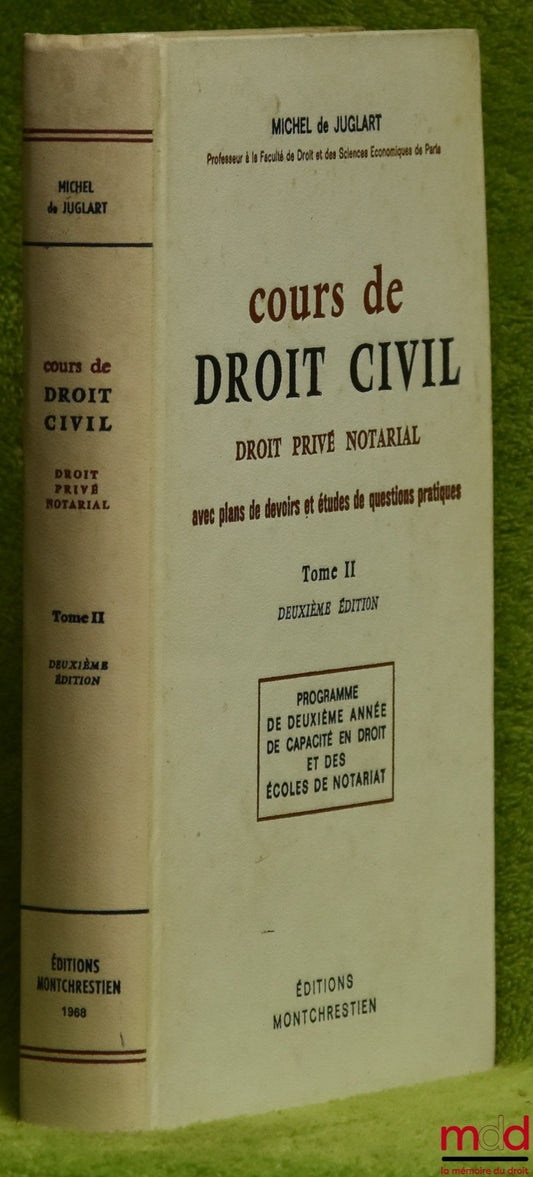 MICHEL
de JUGLART
cours de
DROIT
CIVIL
DROIT
PRIVÉ
NOTARIAL
Tome II
DEUXIÈME
ÉDITION
ÉDITIONS
MONTCHRESTIEN
1968
MICHEL de JUGLART
Professeur à la Faculté de Droit et des Sciences Economiques de Paris
cours de
DROIT CIVIL
DROIT PRIVÉ NOTARIAL
avec plans de devoirs et études de questions pratiques
Tome II
DEUXIÈME ÉDITION
PROGRAMME
DE DEUXIÈME ANNÉE
DE CAPACITÉ EN DROIT
ET DES
ÉCOLES DE NOTARIAT
ÉDITIONS
MONTCHRESTIEN
mdd
la mémoire du droit